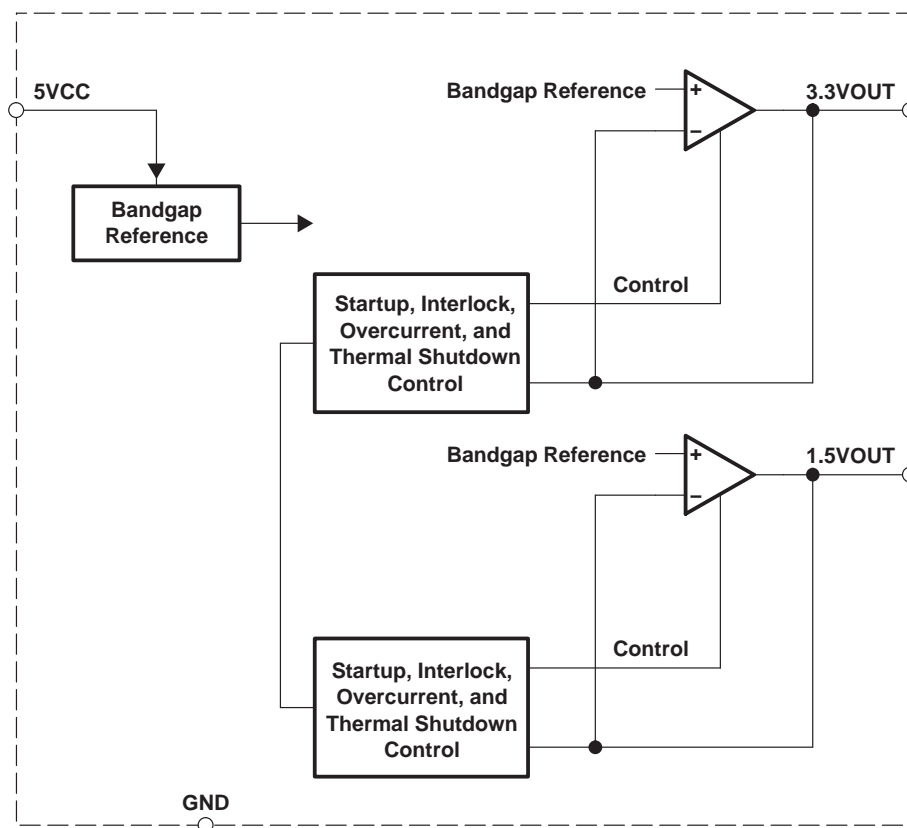 5VCC
Bandgap
Reference
Bandgap Reference
+
−
3.3VOUT
Control
Startup, Interlock,
Overcurrent, and
Thermal Shutdown
Control
Bandgap Reference
+
−
1.5VOUT
Control
Startup, Interlock,
Overcurrent, and
Thermal Shutdown
Control
GND